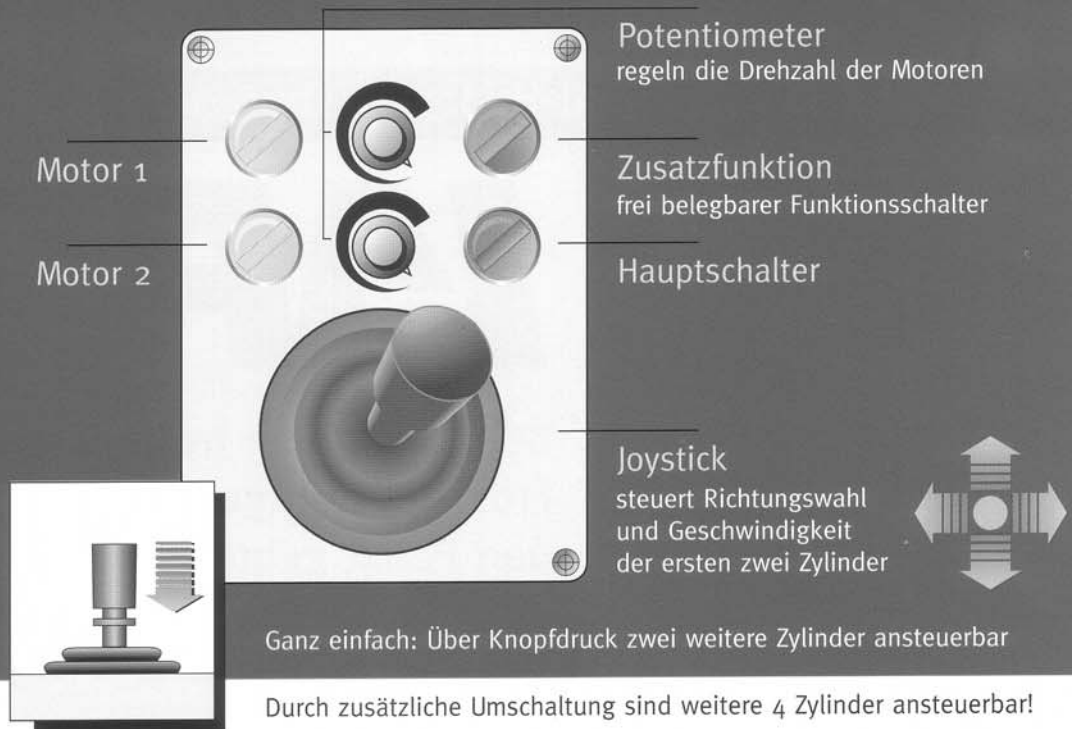 Potentiometer
regeln die Drehzahl der Motoren
Motor 1
Zusatzfunktion
frei belegbarer Funktionsschalter
Motor 2
Hauptschalter
Joystick
steuert Richtungswahl
und Geschwindigkeit
der ersten zwei Zylinder
Ganz einfach: Über Knopfdruck zwei weitere Zylinder ansteuerbar
Durch zusätzliche Umschaltung sind weitere 4 Zylinder ansteuerbar!